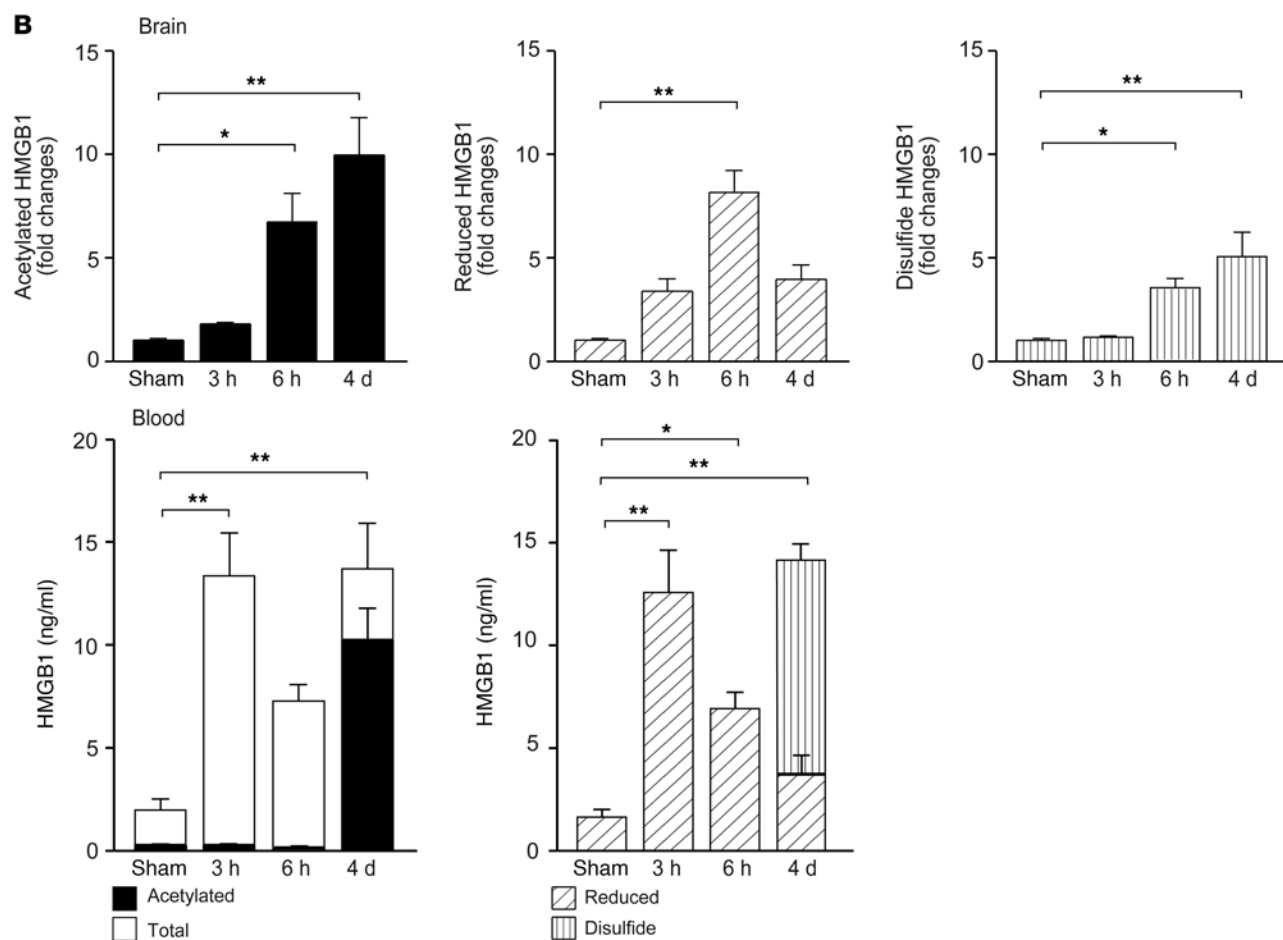 B
Brain
Acetylated HMGB1
(fold changes)
15
10
5
0
**
*
Sham 3 h 6 h 4 d
Reduced HMGB1
(fold changes)
15
10
5
0
**
Sham 3 h 6 h 4 d
Disulfide HMGB1
(fold changes)
15
10
5
0
**
*
Sham 3 h 6 h 4 d
Blood
HMGB1 (ng/ml)
20
15
10
5
0
**
**
Sham 3 h 6 h 4 d
Acetylated
Total
HMGB1 (ng/ml)
20
15
10
5
0
*
**
**
Sham 3 h 6 h 4 d
Reduced
Disulfide